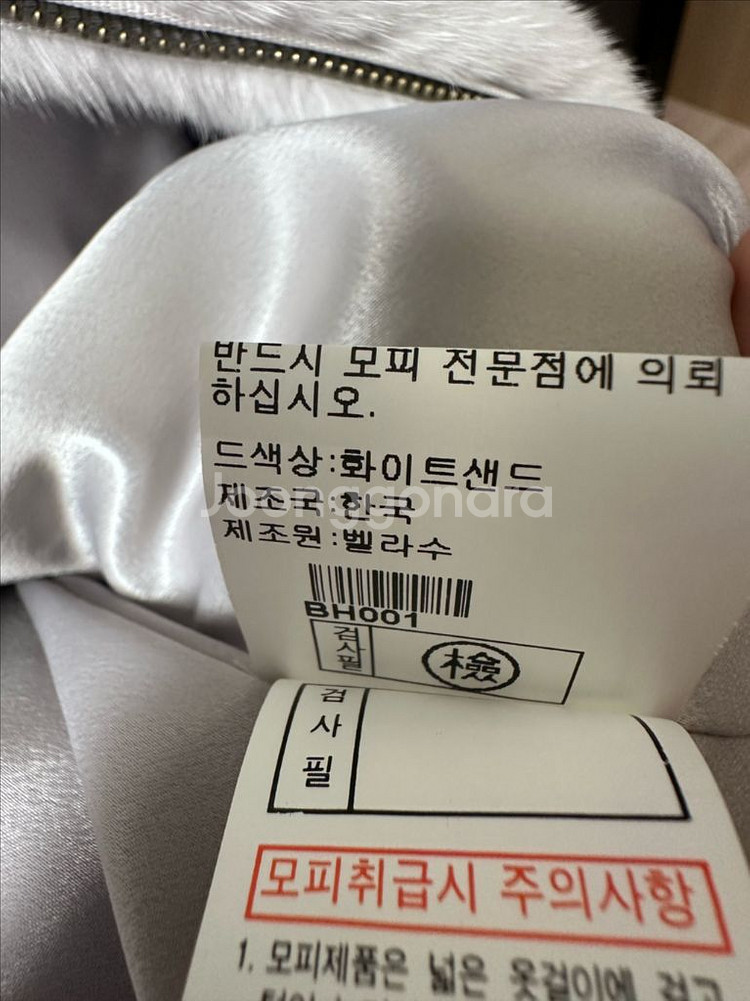 반드시 모피 전문점에 의뢰
하십시오.
드색상:화이트샌드
제조국:한국
제조원:벨라수
Joonggonara
BH001
검사필
檢
검사필
모피취급시 주의사항
1. 모피제품은 넓은 옷걸이에 걸고